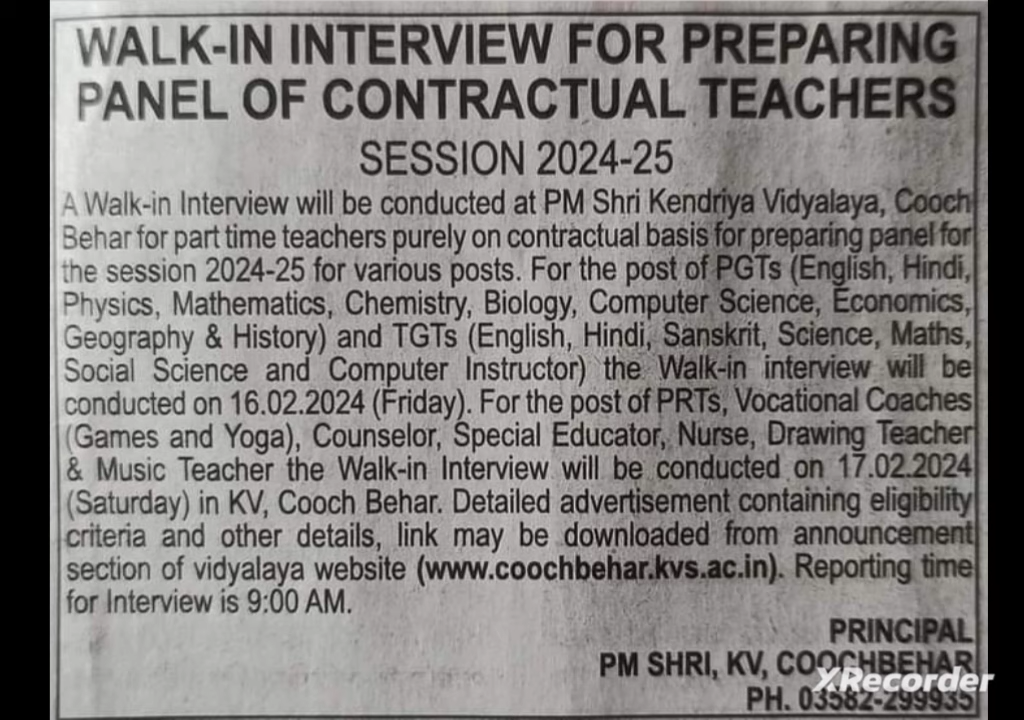 WALK-IN INTERVIEW FOR PREPARING
PANEL OF CONTRACTUAL TEACHERS
SESSION 2024-25
A Walk-in Interview will be conducted at PM Shri Kendriya Vidyalaya, Cooch
Behar for part time teachers purely on contractual basis for preparing panel for
the session 2024-25 for various posts. For the post of PGTs (English, Hindi,
Physics, Mathematics, Chemistry, Biology, Computer Science, Economics,
Geography & History) and TGTs (English, Hindi, Sanskrit, Science, Maths,
Social Science and Computer Instructor) the Walk-in interview will be
conducted on 16.02.2024 (Friday). For the post of PRTs, Vocational Coaches
(Games and Yoga), Counselor, Special Educator, Nurse, Drawing Teacher
& Music Teacher the Walk-in Interview will be conducted on 17.02.2024
(Saturday) in KV, Cooch Behar. Detailed advertisement containing eligibility
criteria and other details, link may be downloaded from announcement
section of vidyalaya website (www.coochbehar.kvs.ac.in). Reporting time
for Interview is 9:00 AM.
PRINCIPAL
PM SHRI, KV, COOCHBEHAR
XRecorder
PH. 03582-299935